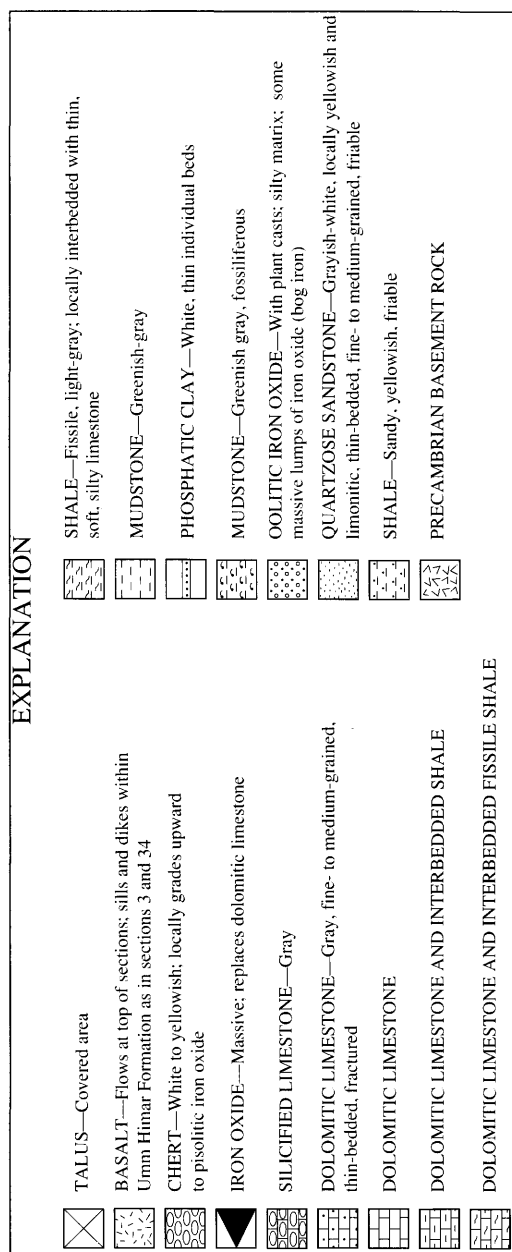 EXPLANATION
TALUS—Covered area
BASALT—Flows at top of sections; sills and dikes within
Umm Himar Formation as in sections 3 and 34
CHERT—White to yellowish; locally grades upward
to pisolitic iron oxide
IRON OXIDE—Massive; replaces dolomitic limestone
SILICIFIED LIMESTONE—Gray
DOLOMITIC LIMESTONE—Gray, fine- to medium-grained,
thin-bedded, fractured
DOLOMITIC LIMESTONE
DOLOMITIC LIMESTONE AND INTERBEDDED SHALE
DOLOMITIC LIMESTONE AND INTERBEDDED FISSILE SHALE
SHALE—Fissile, light-gray; locally interbedded with thin,
soft, silty limestone
MUDSTONE—Greenish-gray
PHOSPHATIC CLAY—White, thin individual beds
MUDSTONE—Greenish gray, fossiliferous
OOLITIC IRON OXIDE—With plant casts; silty matrix; some
massive lumps of iron oxide (bog iron)
QUARTZOSE SANDSTONE—Grayish-white, locally yellowish and
limonitic, thin-bedded, fine- to medium-grained, friable
SHALE—Sandy, yellowish, friable
PRECAMBRIAN BASEMENT ROCK